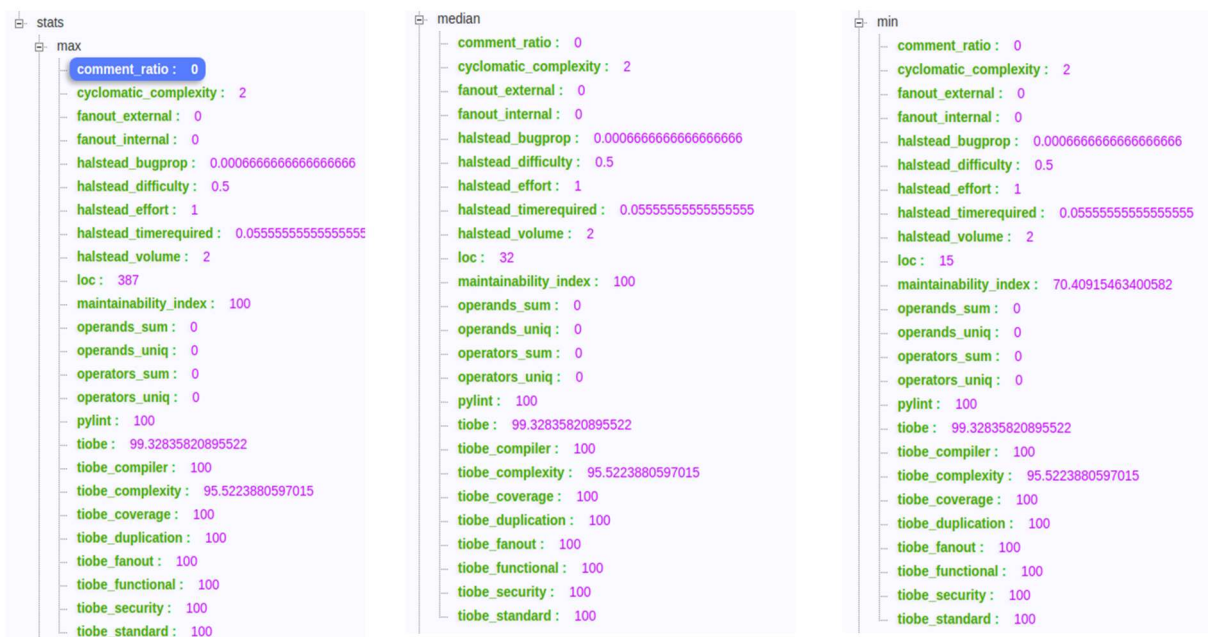 stats
max
comment_ratio : 0
cyclomatic_complexity : 2
fanout_external : 0
fanout_internal : 0
halstead_bugprop : 0.0006666666666666666
halstead_difficulty : 0.5
halstead_effort : 1
halstead_timerequired : 0.05555555555555555
halstead_volume : 2
loc : 387
maintainability_index : 100
operands_sum : 0
operands_uniq : 0
operators_sum : 0
operators_uniq : 0
pylint : 100
tiobe : 99.32835820895522
tiobe_compiler : 100
tiobe_complexity : 95.5223880597015
tiobe_coverage : 100
tiobe_duplication : 100
tiobe_fanout : 100
tiobe_functional : 100
tiobe_security : 100
tiobe_standard : 100
median
comment_ratio : 0
cyclomatic_complexity : 2
fanout_external : 0
fanout_internal : 0
halstead_bugprop : 0.0006666666666666666
halstead_difficulty : 0.5
halstead_effort : 1
halstead_timerequired : 0.05555555555555555
halstead_volume : 2
loc : 32
maintainability_index : 100
operands_sum : 0
operands_uniq : 0
operators_sum : 0
operators_uniq : 0
pylint : 100
tiobe : 99.32835820895522
tiobe_compiler : 100
tiobe_complexity : 95.5223880597015
tiobe_coverage : 100
tiobe_duplication : 100
tiobe_fanout : 100
tiobe_functional : 100
tiobe_security : 100
tiobe_standard : 100
min
comment_ratio : 0
cyclomatic_complexity : 2
fanout_external : 0
fanout_internal : 0
halstead_bugprop : 0.0006666666666666666
halstead_difficulty : 0.5
halstead_effort : 1
halstead_timerequired : 0.05555555555555555
halstead_volume : 2
loc : 15
maintainability_index : 70.40915463400582
operands_sum : 0
operands_uniq : 0
operators_sum : 0
operators_uniq : 0
pylint : 100
tiobe : 99.32835820895522
tiobe_compiler : 100
tiobe_complexity : 95.5223880597015
tiobe_coverage : 100
tiobe_duplication : 100
tiobe_fanout : 100
tiobe_functional : 100
tiobe_security : 100
tiobe_standard : 100